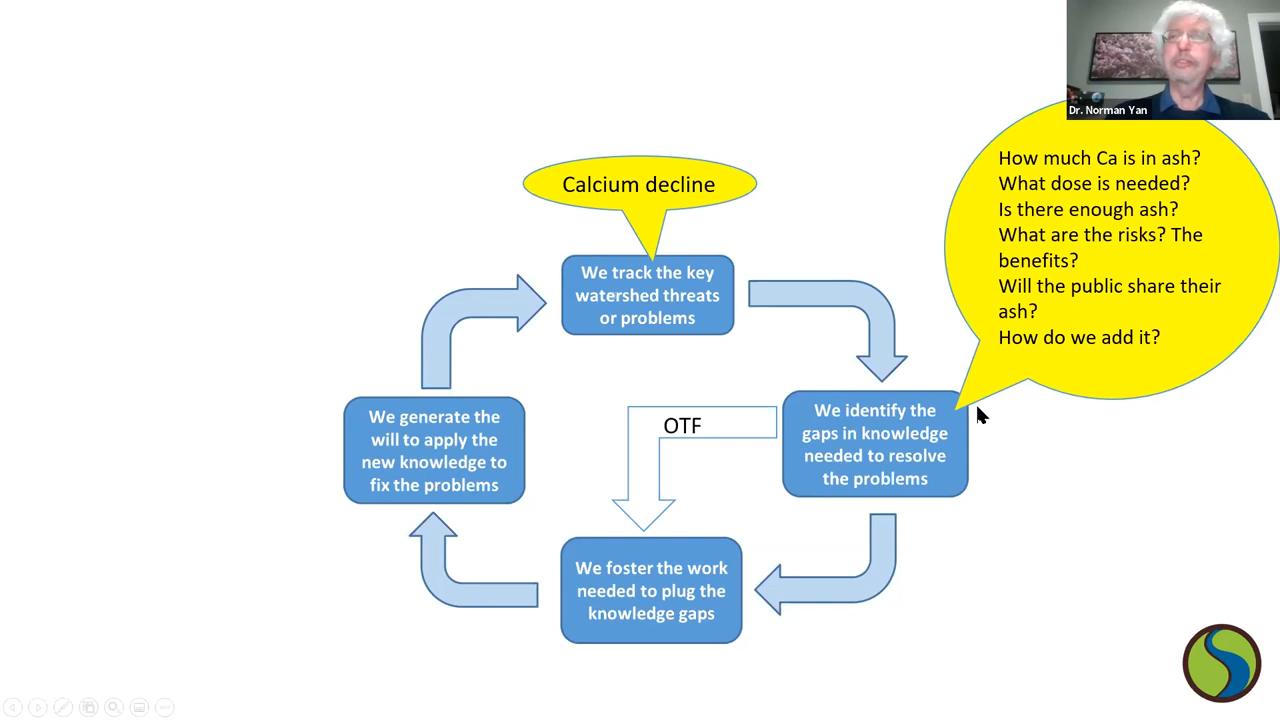 Dr. Norman Yan
How much Ca is in ash?
What dose is needed?
Is there enough ash?
What are the risks? The
benefits?
Will the public share their
ash?
How do we add it?
Calcium decline
We track the key
watershed threats
or problems
We identify the
gaps in knowledge
needed to resolve
the problems
OTF
We generate the
will to apply the
new knowledge to
fix the problems
We foster the work
needed to plug the
knowledge gaps